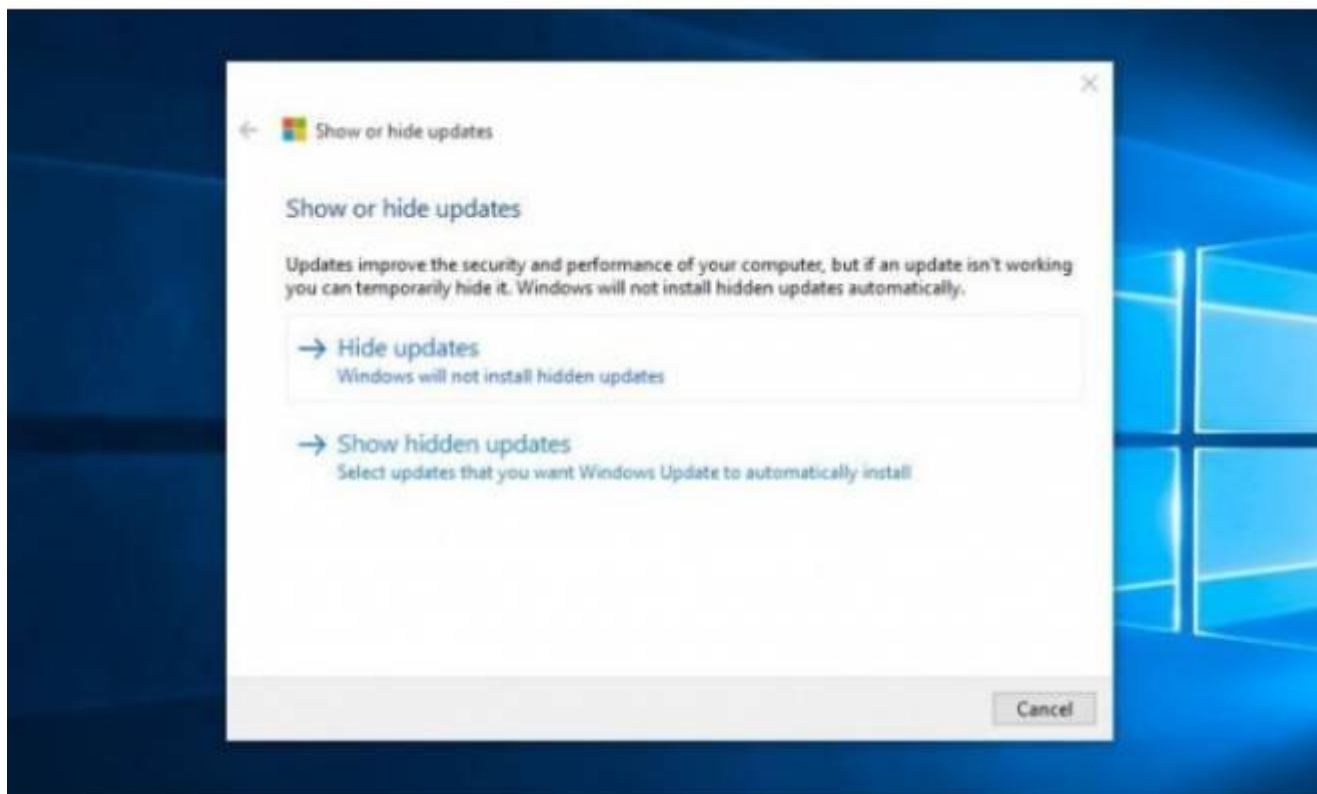 Show or hide updates
Show or hide updates
Updates improve the security and performance of your computer, but if an update isn't working
you can temporarily hide it. Windows will not install hidden updates automatically.
Hide updates
Windows will not install hidden updates
Show hidden updates
Select updates that you want Windows Update to automatically install
Cancel